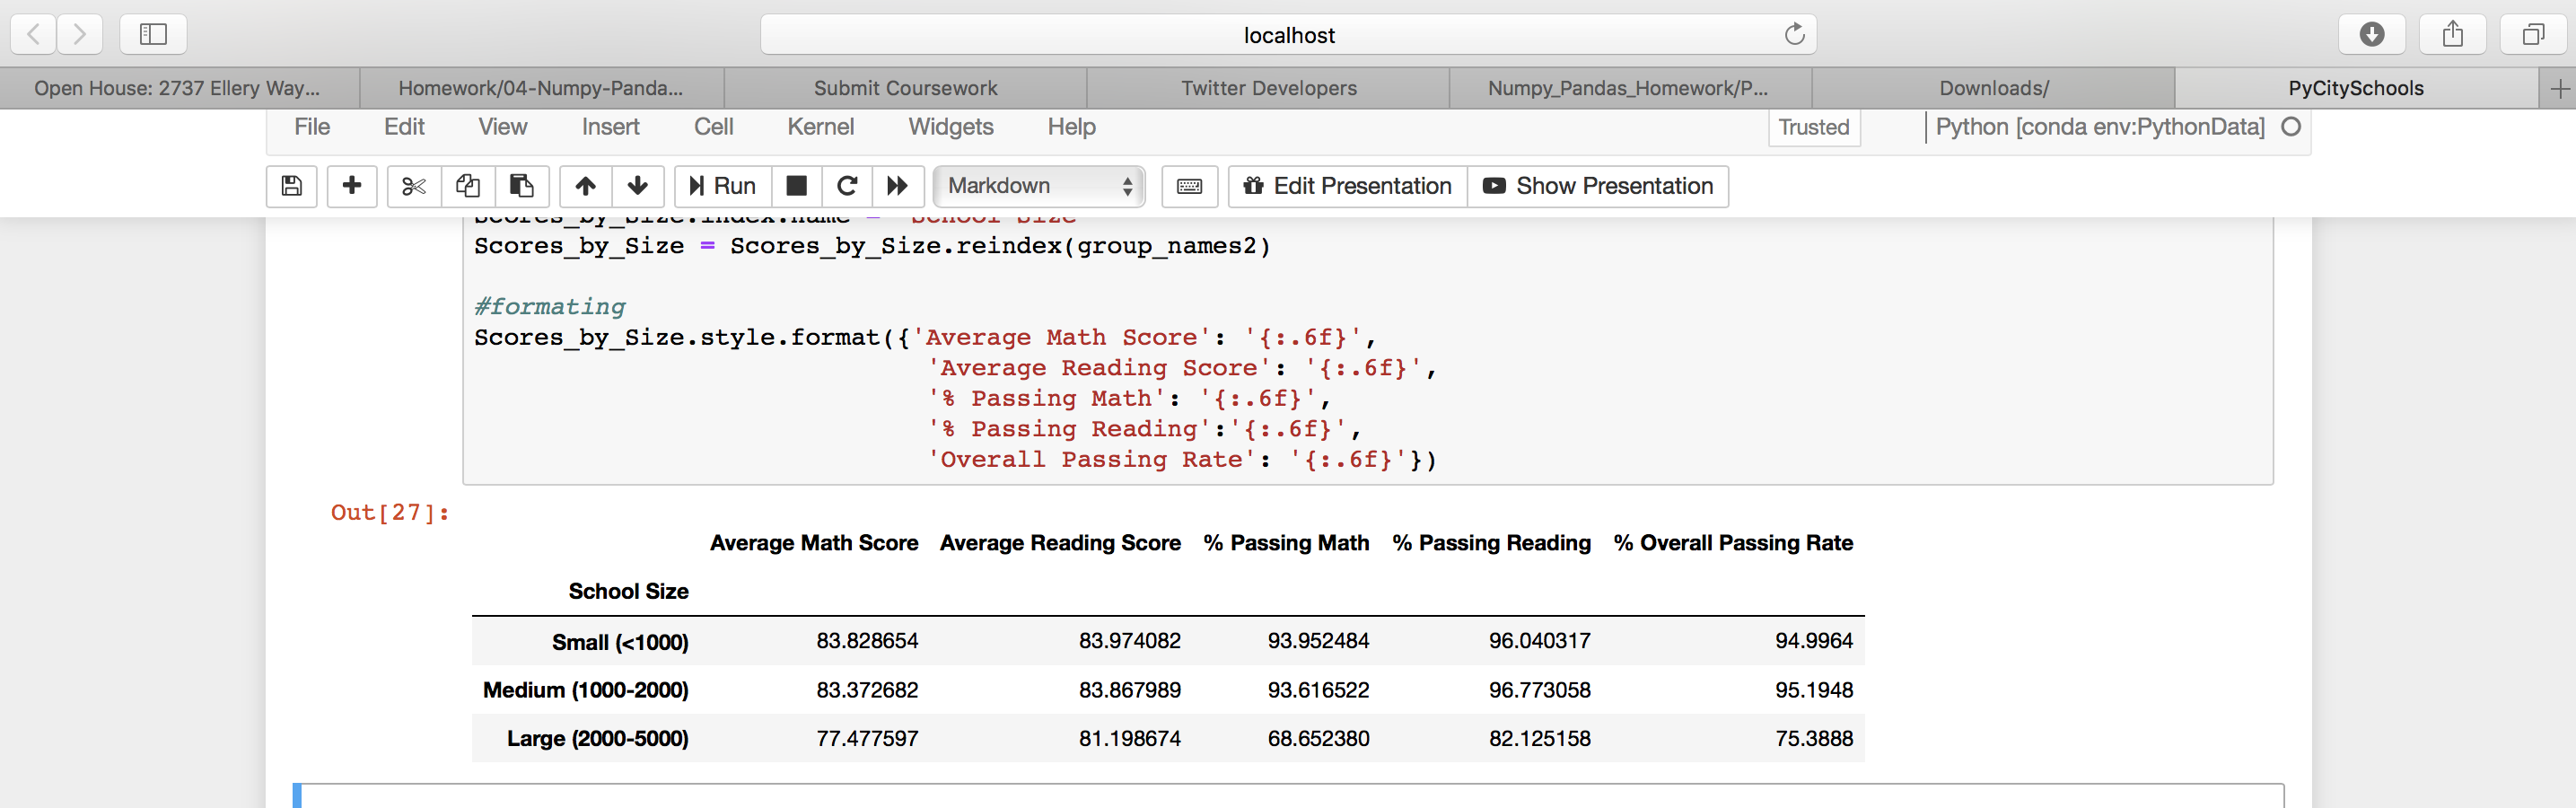 localhost
Open House: 2737 Ellery Way...
Homework/04-Numpy-Panda...
Submit Coursework
Twitter Developers
Numpy_Pandas_Homework/P...
Downloads/
PyCitySchools
File Edit View Insert Cell Kernel Widgets Help
Trusted
Python [conda env:PythonData]
Run
Markdown
Edit Presentation
Show Presentation
Scores_by_Size.index.name = "School Size"
Scores_by_Size = Scores_by_Size.reindex(group_names2)
#formating
Scores_by_Size.style.format({'Average Math Score': '{:.6f}',
'Average Reading Score': '{:.6f}',
'% Passing Math': '{:.6f}',
'% Passing Reading':'{:.6f}',
'Overall Passing Rate': '{:.6f}'})
Out[27]:
Average Math Score Average Reading Score % Passing Math % Passing Reading % Overall Passing Rate
School Size
Small (<1000) 83.828654 83.974082 93.952484 96.040317 94.9964
Medium (1000-2000) 83.372682 83.867989 93.616522 96.773058 95.1948
Large (2000-5000) 77.477597 81.198674 68.652380 82.125158 75.3888